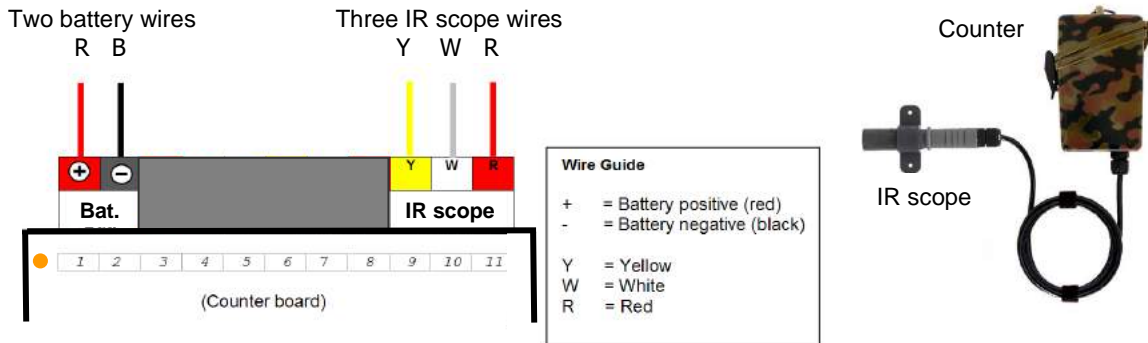 Two battery wires
R B
Three IR scope wires
Y W R
+ −
Y W R
Bat.
IR scope
1 2 3 4 5 6 7 8 9 10 11
(Counter board)
Wire Guide
+ = Battery positive (red)
- = Battery negative (black)
Y = Yellow
W = White
R = Red
Counter
IR scope